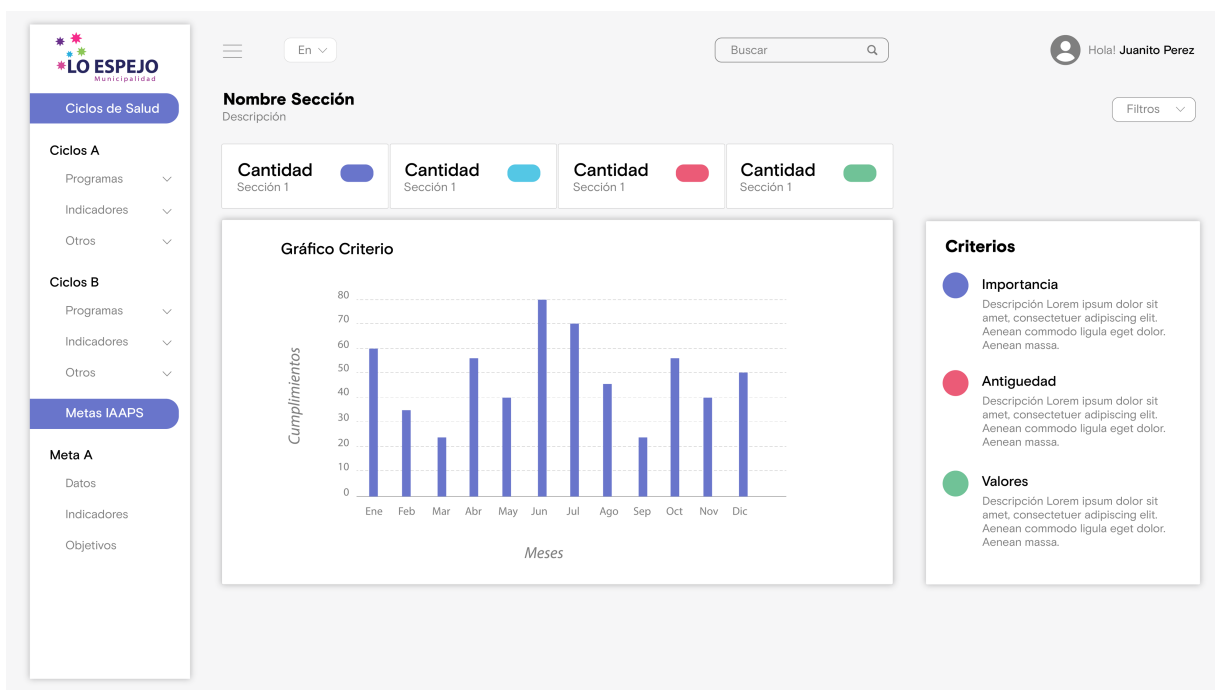 LO ESPEJO
Municipalidad
Ciclos de Salud
Ciclos A
Programas
Indicadores
Otros
Ciclos B
Programas
Indicadores
Otros
Metas IAAPS
Meta A
Datos
Indicadores
Objetivos
En
Buscar
Hola! Juanito Perez
Nombre Sección
Descripción
Filtros
Cantidad
Sección 1
Cantidad
Sección 1
Cantidad
Sección 1
Cantidad
Sección 1
Gráfico Criterio
Cumplimientos
80
70
60
50
40
30
20
10
0
Ene Feb Mar Abr May Jun Jul Ago Sep Oct Nov Dic
Meses
Criterios
Importancia
Descripción Lorem ipsum dolor sit
amet, consectetuer adipiscing elit.
Aenean commodo ligula eget dolor.
Aenean massa.
Antiguedad
Descripción Lorem ipsum dolor sit
amet, consectetuer adipiscing elit.
Aenean commodo ligula eget dolor.
Aenean massa.
Valores
Descripción Lorem ipsum dolor sit
amet, consectetuer adipiscing elit.
Aenean commodo ligula eget dolor.
Aenean massa.